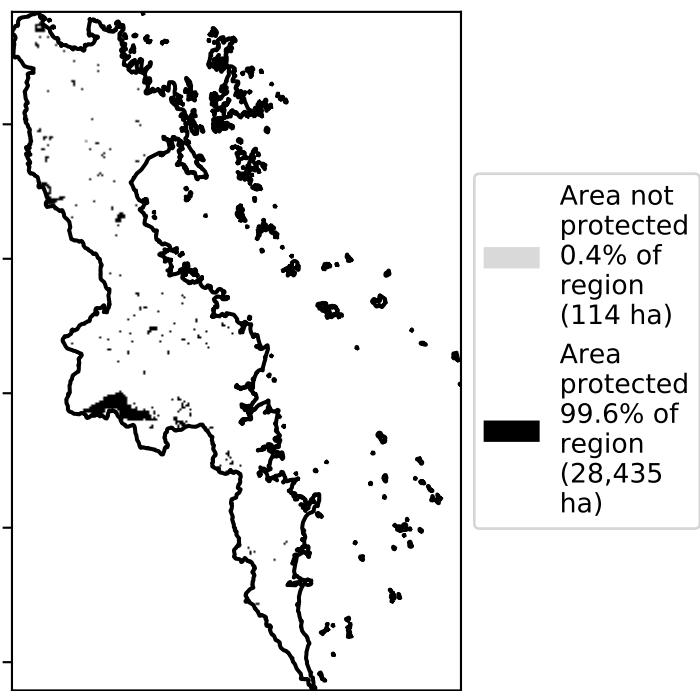 Area not
protected
0.4% of
region
(114 ha)
Area
protected
99.6% of
region
(28,435
ha)